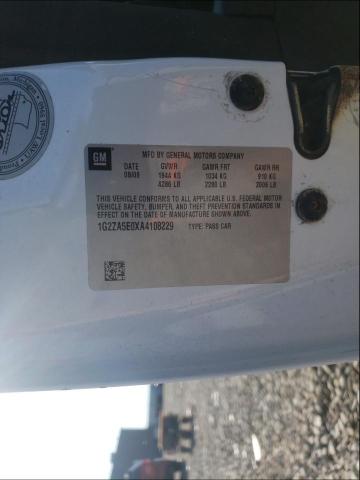 GM
MFD BY GENERAL MOTORS COMPANY
DATE GVWR GAWR FRT GAWR RR
09/09 1944 KG 1034 KG 910 KG
4286 LB 2280 LB 2006 LB
THIS VEHICLE CONFORMS TO ALL APPLICABLE U.S. FEDERAL MOTOR
VEHICLE SAFETY, BUMPER, AND THEFT PREVENTION STANDARDS IN
EFFECT ON THE DATE OF MANUFACTURE SHOWN ABOVE.
1G2ZA5E0XA4108229 TYPE: PASS CAR